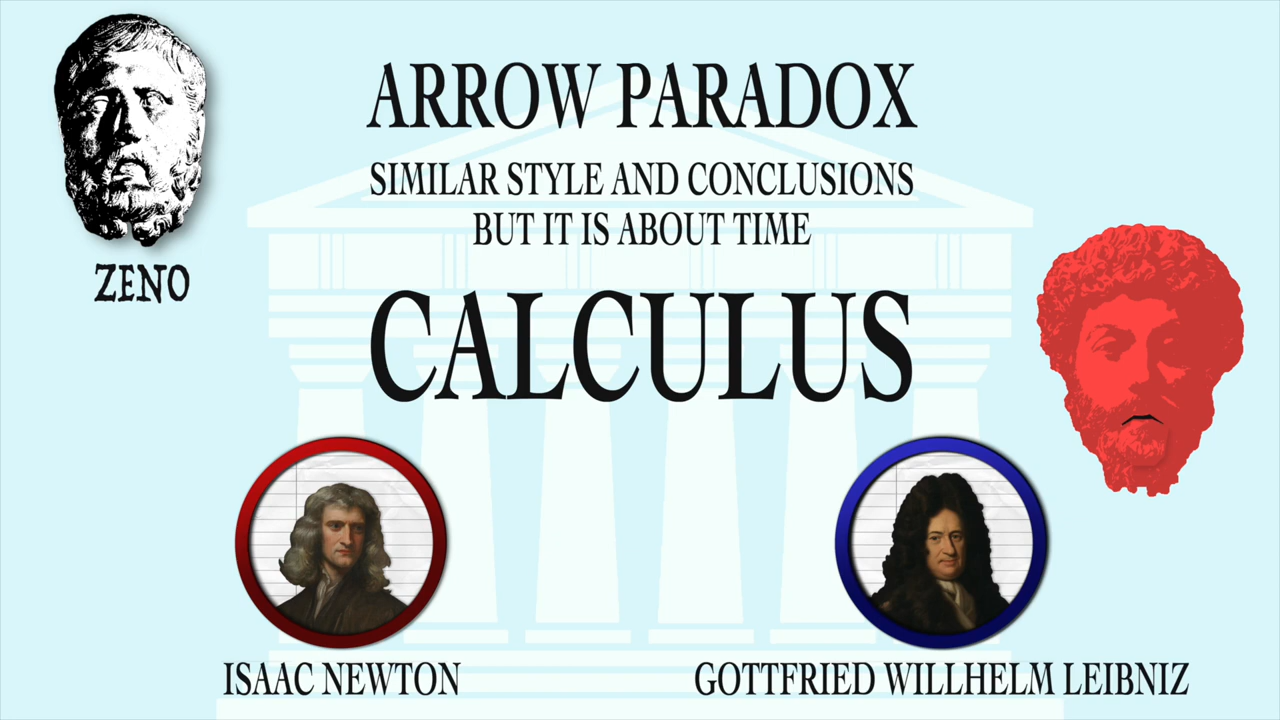 ZENO
ARROW PARADOX
SIMILAR STYLE AND CONCLUSIONS
BUT IT IS ABOUT TIME
CALCULUS
ISAAC NEWTON
GOTTFRIED WILLHELM LEIBNIZ